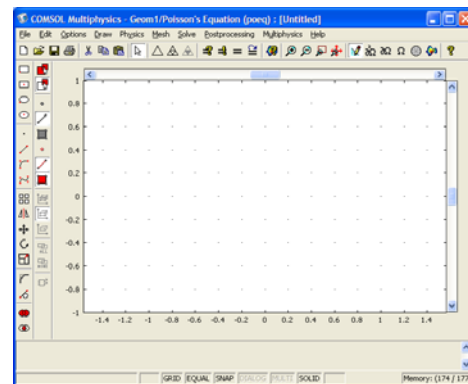 COMSOL Multiphysics - Geom1/Poisson's Equation (poeq) : [Untitled]
File Edit Options Draw Physics Mesh Solve Postprocessing Multiphysics Help
1
0.8
0.6
0.4
0.2
0
-0.2
-0.4
-0.6
-0.8
-1
-1.4 -1.2 -1 -0.8 -0.6 -0.4 -0.2 0 0.2 0.4 0.6 0.8 1 1.2 1.4
GRID EQUAL SNAP DIALOG MULTI SOLID Memory: (174 / 177